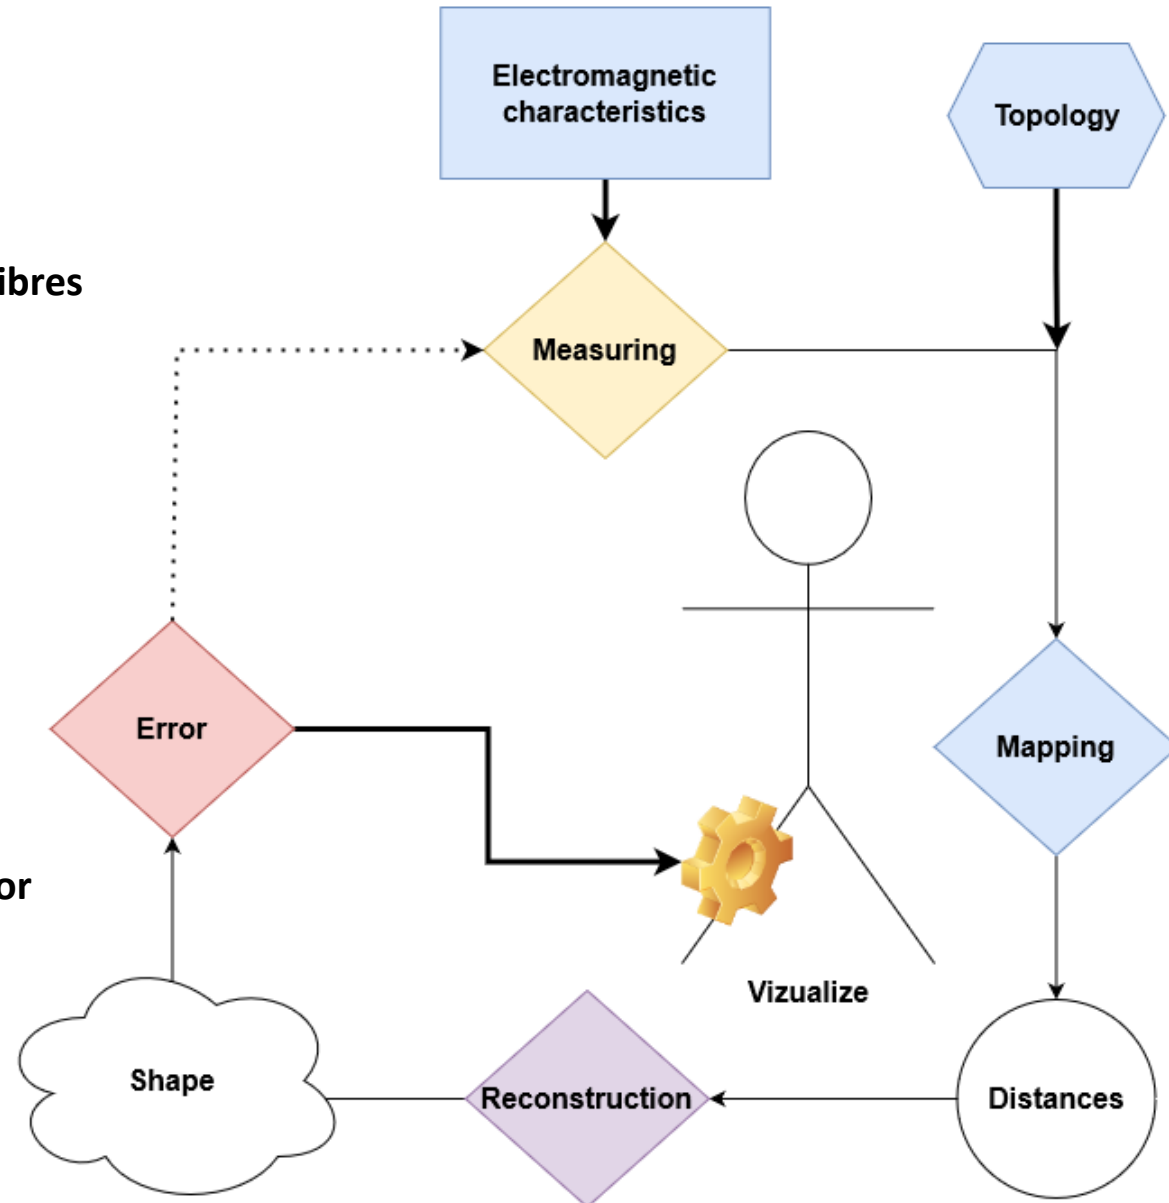 Electromagnetic
characteristics
Topology
ibres
Measuring
Error
Mapping
or
Vizualize
Shape
Reconstruction
Distances